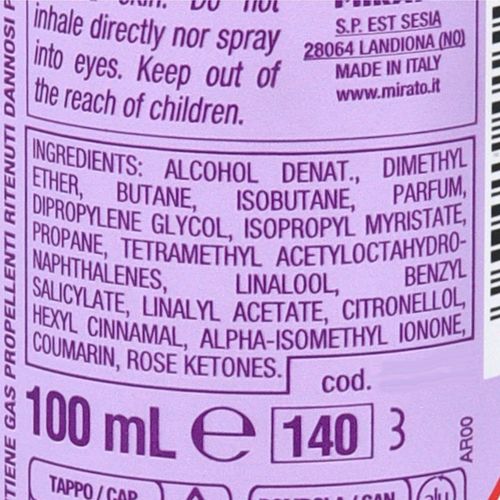 inhale directly nor spray
into eyes. Keep out of
the reach of children.
S.P. EST SESIA
28064 LANDIONA (NO)
MADE IN ITALY
www.mirato.it
INGREDIENTS: ALCOHOL DENAT., DIMETHYL
ETHER, BUTANE, ISOBUTANE, PARFUM,
DIPROPYLENE GLYCOL, ISOPROPYL MYRISTATE,
PROPANE, TETRAMETHYL ACETYLOCTAHYDRO-
NAPHTHALENES, LINALOOL, BENZYL
SALICYLATE, LINALYL ACETATE, CITRONELLOL,
HEXYL CINNAMAL, ALPHA-ISOMETHYL IONONE,
COUMARIN, ROSE KETONES.
cod.
100 mL e 140 3
AR00
TAPPO/CAP
alu
TIENE GAS PROPELLENTI RITENUTI DANNOSI